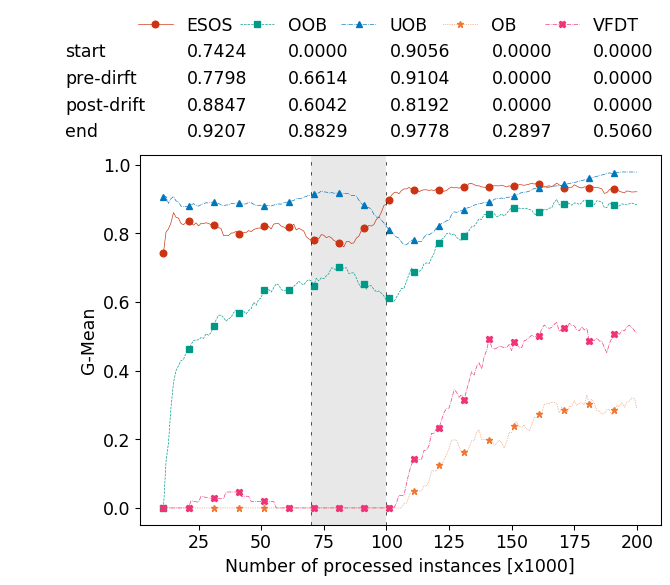 ESOS OOB UOB OB VFDT
start 0.7424 0.0000 0.9056 0.0000 0.0000
pre-dirft 0.7798 0.6614 0.9104 0.0000 0.0000
post-drift 0.8847 0.6042 0.8192 0.0000 0.0000
end 0.9207 0.8829 0.9778 0.2897 0.5060
1.0
0.8
0.6
0.4
0.2
0.0
G-Mean
25 50 75 100 125 150 175 200
Number of processed instances [x1000]